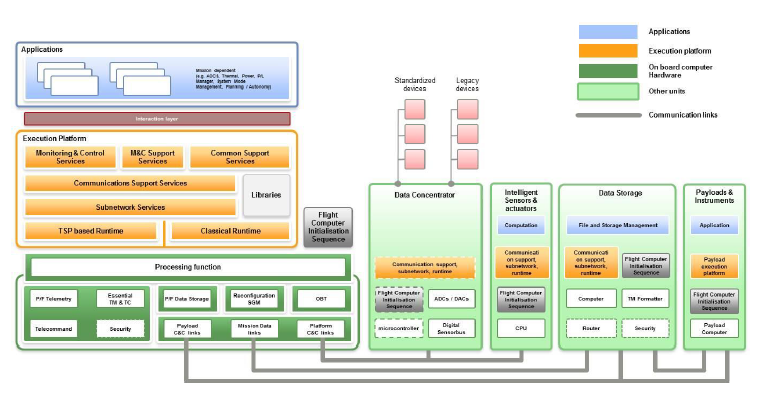 Applications
Execution platform
On board computer
Hardware
Other units
Communication links
Applications
Mission dependent
(e.g. AOCS, Thermal, Power, P/L
Manager, System Mode
Management, Planning / Autonomy)
Interaction layer
Execution Platform
Monitoring & Control
Services
M&C Support
Services
Common Support
Services
Communications Support Services
Libraries
Subnetwork Services
TSP based Runtime
Classical Runtime
Flight
Computer
Initialisation
Sequence
Processing function
P/F Telemetry
Essential
TM & TC
P/F Data Storage
Reconfiguration
SGM
OBT
Telecommand
Security
Payload
C&C links
Mission Data
links
Platform
C&C links
Standardized
devices
Legacy
devices
Data Concentrator
Communication support,
subnetwork, runtime
Flight Computer
Initialisation
Sequence
ADCs / DACs
microcontroller
Digital
Sensorbus
Intelligent
Sensors &
actuators
Computation
Communicati
on support,
subnetwork,
runtime
Flight Computer
Initialisation
Sequence
CPU
Data Storage
File and Storage Management
Communicati
on support,
subnetwork,
runtime
Flight Computer
Initialisation
Sequence
Computer
TM Formatter
Router
Security
Payloads &
Instruments
Application
Payload
execution
platform
Flight Computer
Initialisation
Sequence
Payload
Computer